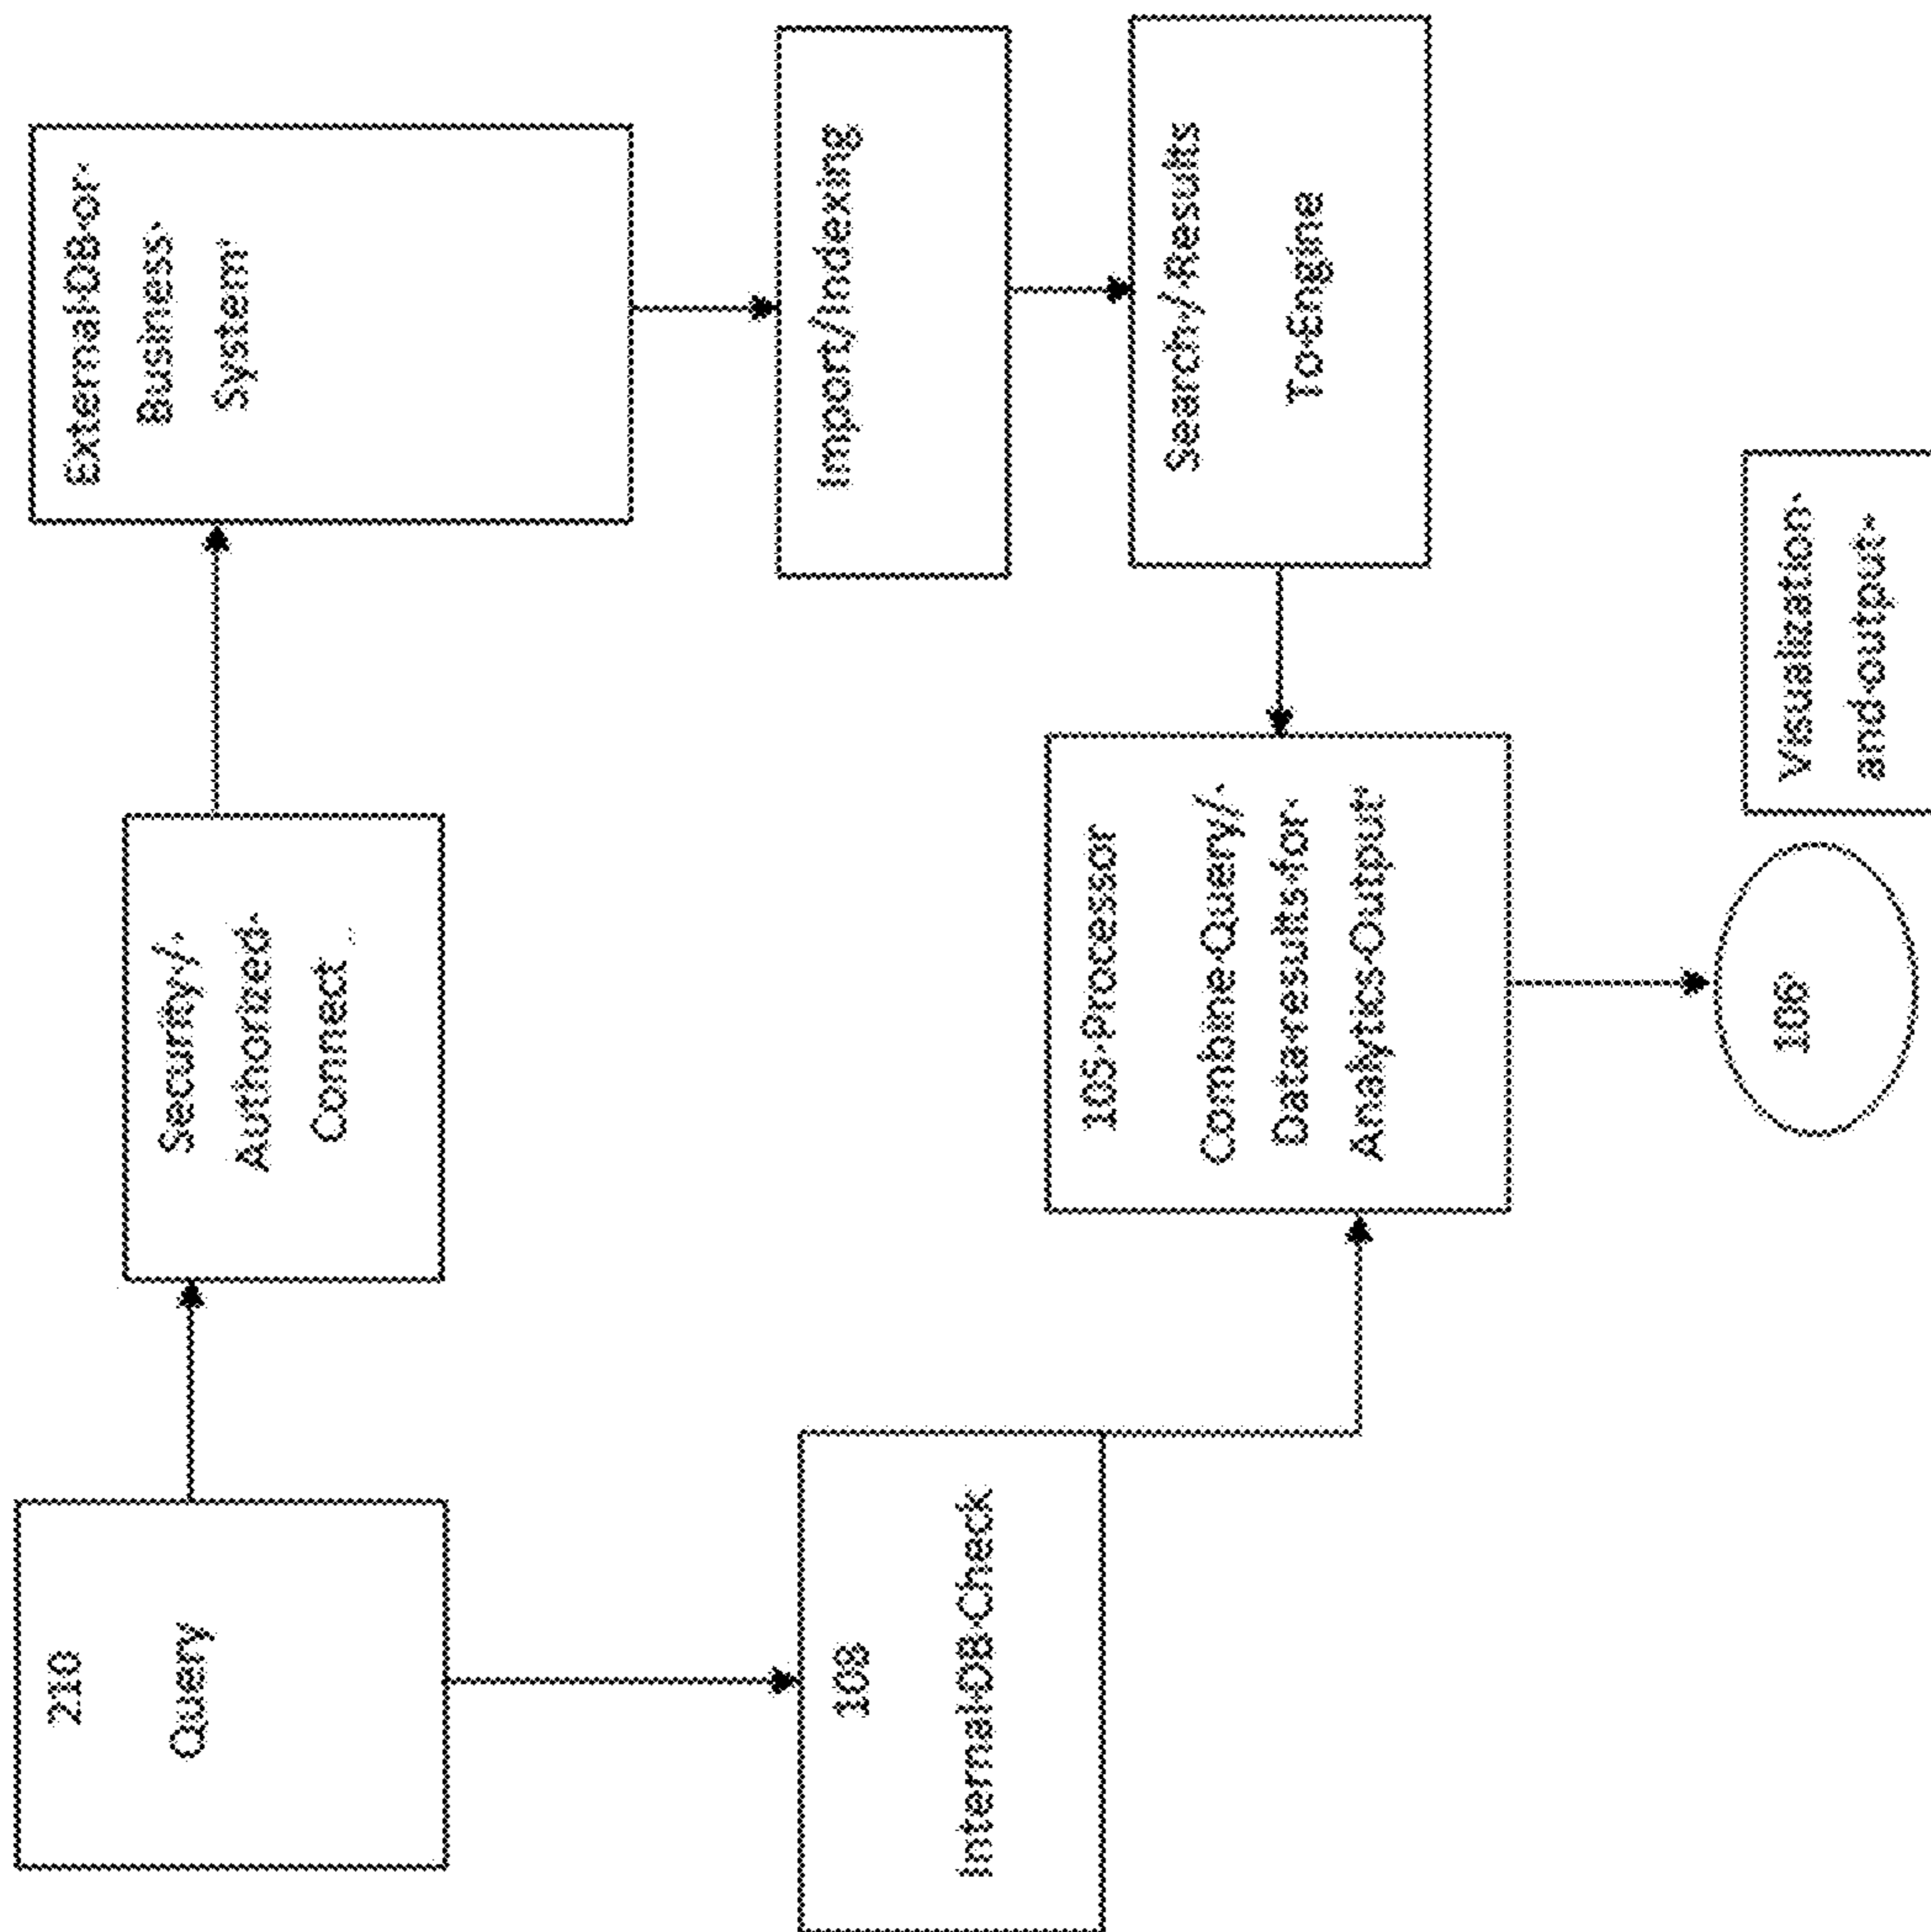 210
Query
Security/
Authorized
Connect
External DB or
Business
System
108
Internal DB Check
Import/Indexing
105 Processor
Combine Query/
Data results for
Analytics Output
Search / Results
To Engine
106
Visualization
and output